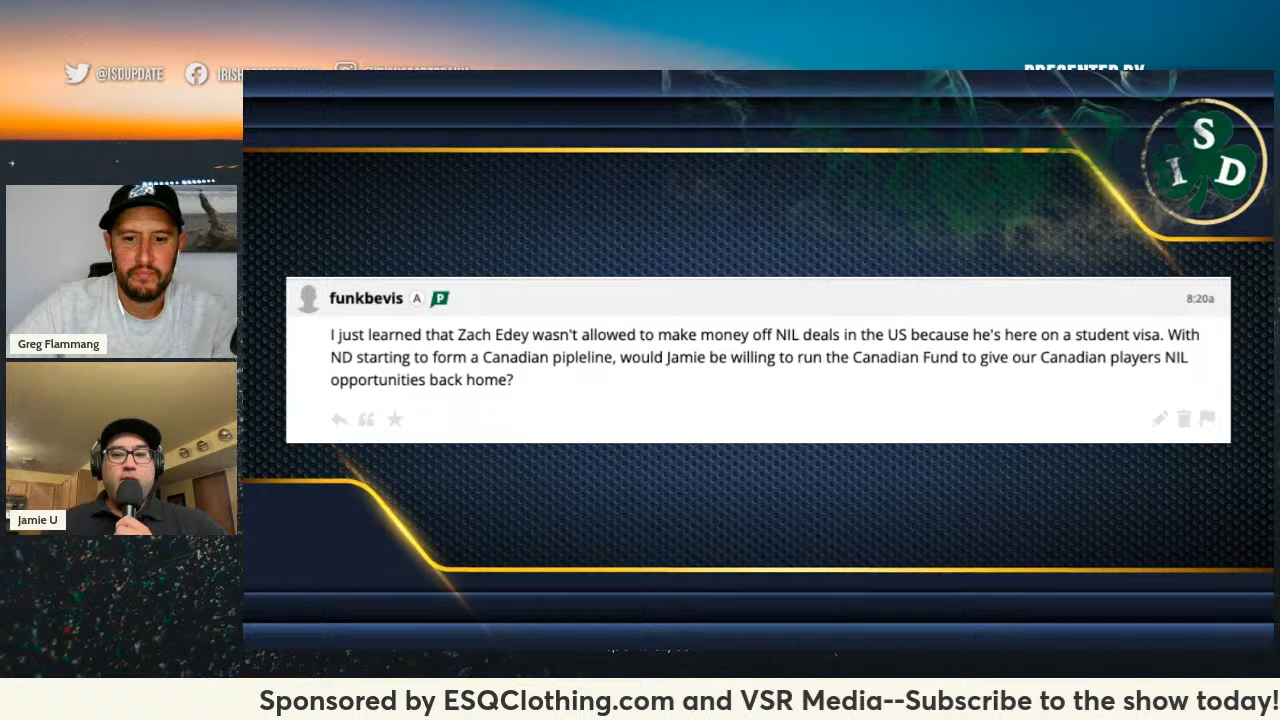 @ISDUPDATE
IRISH
PRESENTED BY
S
I D
Greg Flammang
Jamie U
funkbevis A P
8:20a
I just learned that Zach Edey wasn't allowed to make money off NIL deals in the US because he's here on a student visa. With
ND starting to form a Canadian pipleline, would Jamie be willing to run the Canadian Fund to give our Canadian players NIL
opportunities back home?
Sponsored by ESQClothing.com and VSR Media--Subscribe to the show today!